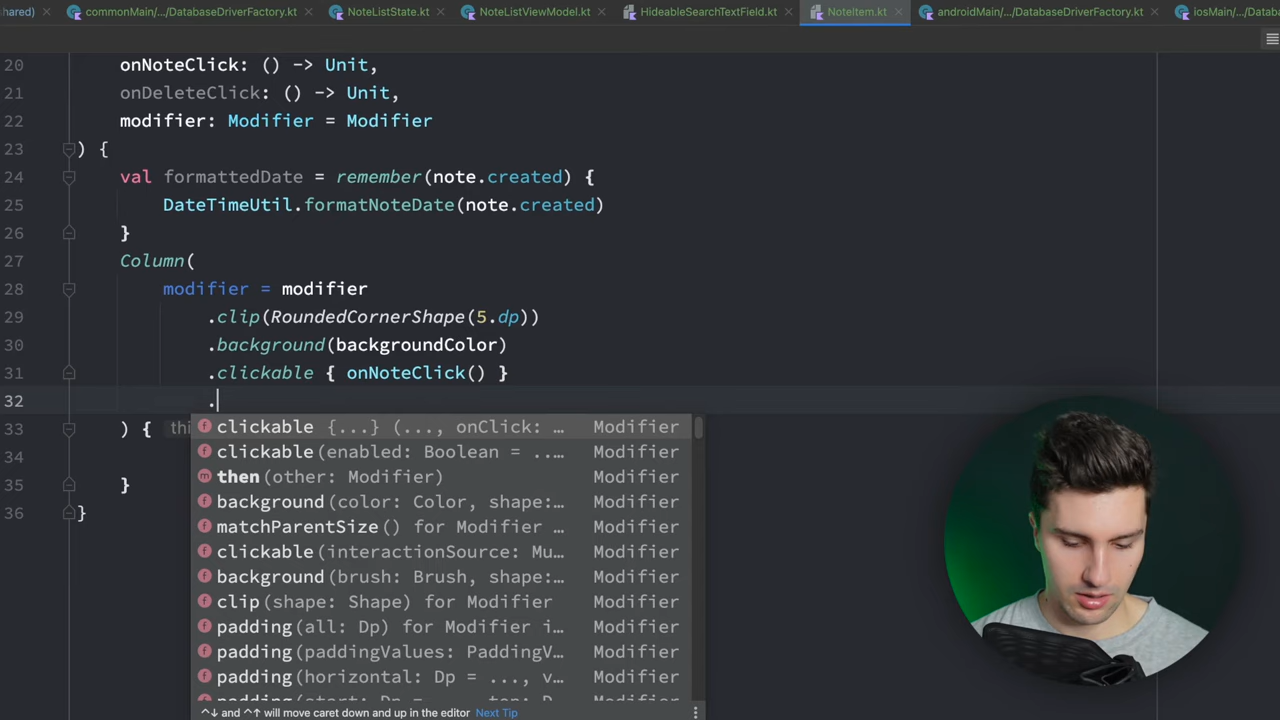 shared) commonMain/.../DatabaseDriverFactory.kt NoteListState.kt NoteListViewModel.kt HideableSearchTextField.kt NoteItem.kt androidMain/.../DatabaseDriverFactory.kt iosMain/.../Datab
20 onNoteClick: () -> Unit,
21 onDeleteClick: () -> Unit,
22 modifier: Modifier = Modifier
23 ) {
24 val formattedDate = remember(note.created) {
25 DateTimeUtil.formatNoteDate(note.created)
26 }
27 Column(
28 modifier = modifier
29 .clip(RoundedCornerShape(5.dp))
30 .background(backgroundColor)
31 .clickable { onNoteClick() }
32 .
33 ) { thi
f clickable {...} (..., onClick: ... Modifier
34
f clickable(enabled: Boolean = ..... Modifier
m then(other: Modifier) Modifier
35 }
f background(color: Color, shape:... Modifier
36 }
f matchParentSize() for Modifier ... Modifier
f clickable(interactionSource: Mu... Modifier
f background(brush: Brush, shape:... Modifier
f clip(shape: Shape) for Modifier Modifier
f padding(all: Dp) for Modifier i... Modifier
f padding(paddingValues: PaddingV... Modifier
f padding(horizontal: Dp = ..., v... Modifier
^↓ and ^↑ will move caret down and up in the editor Next Tip